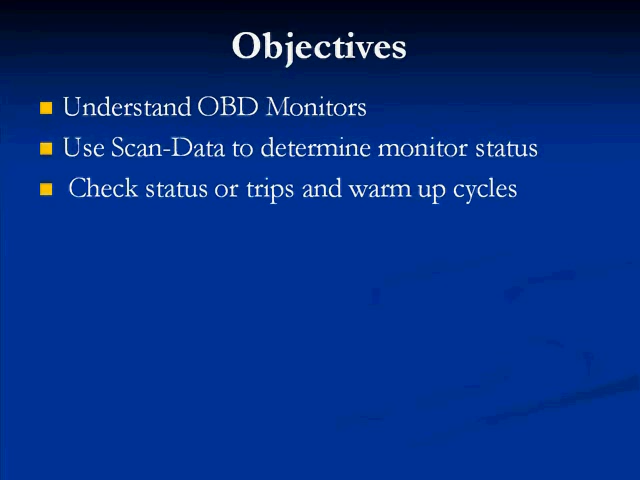 Objectives
Understand OBD Monitors
Use Scan-Data to determine monitor status
Check status or trips and warm up cycles